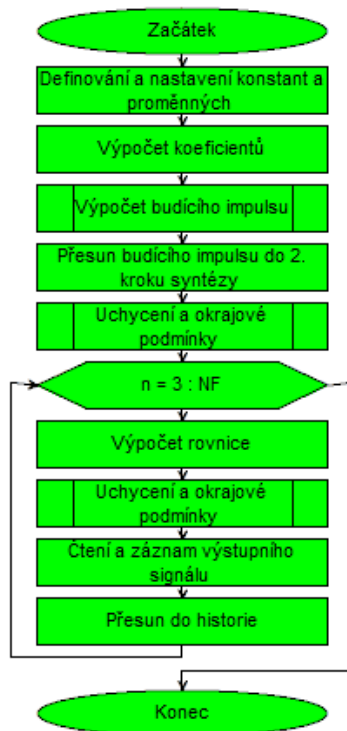 Začátek
Definování a nastavení konstant a
proměnných
Výpočet koeficientů
Výpočet budícího impulsu
Přesun budícího impulsu do 2.
kroku syntézy
Uchycení a okrajové
podmínky
n = 3 : NF
Výpočet rovnice
Uchycení a okrajové
podmínky
Čtení a záznam výstupního
signálu
Přesun do historie
Konec